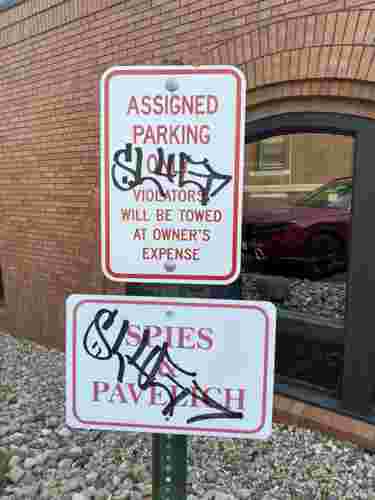 ASSIGNED
PARKING
VIOLATORS
WILL BE TOWED
AT OWNER'S
EXPENSE
SPIES
&
PAVELICH